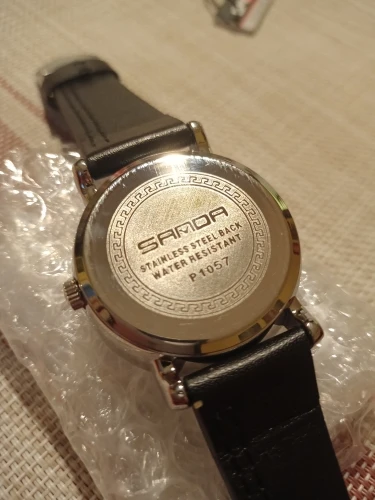 SANDA
STAINLESS STEEL BACK
WATER RESISTANT
P1057